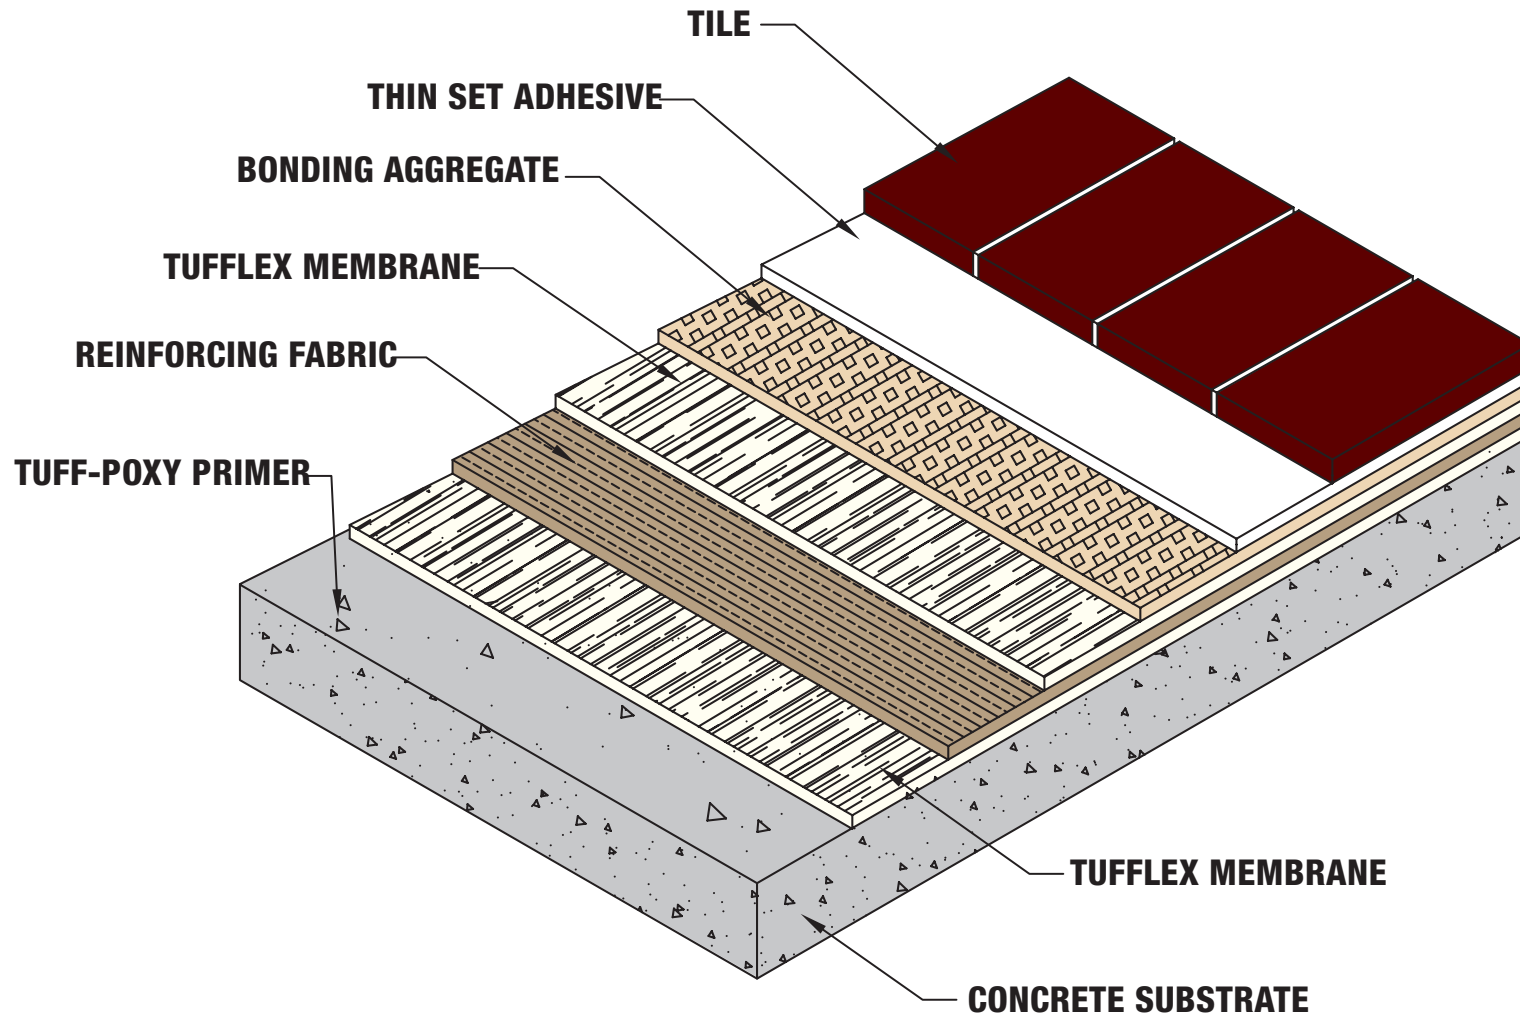 TILE
THIN SET ADHESIVE
BONDING AGGREGATE
TUFFLEX MEMBRANE
REINFORCING FABRIC
TUFF-POXY PRIMER
TUFFLEX MEMBRANE
CONCRETE SUBSTRATE